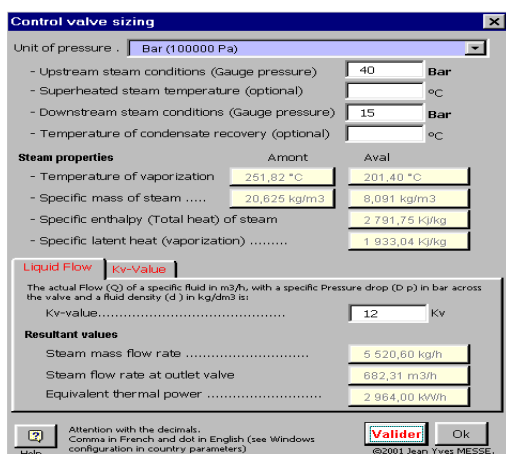 Control valve sizing
Unit of pressure . Bar (100000 Pa)
- Upstream steam conditions (Gauge pressure) 40 Bar
- Superheated steam temperature (optional) °C
- Downstream steam conditions (Gauge pressure) 15 Bar
- Temperature of condensate recovery (optional) °C
Steam properties Amont Aval
- Temperature of vaporization 251,82 °C 201,40 °C
- Specific mass of steam ..... 20,625 kg/m3 8,091 kg/m3
- Specific enthalpy (Total heat) of steam 2 791,75 Kj/kg
- Specific latent heat (vaporization) ......... 1 933,04 Kj/kg
Liquid Flow Kv-Value
The actual Flow (Q) of a specific fluid in m3/h, with a specific Pressure drop (D p) in bar across
the valve and a fluid density (d ) in kg/dm3 is:
Kv-value............................................ 12 Kv
Resultant values
Steam mass flow rate ............................. 5 520,60 kg/h
Steam flow rate at outlet valve 682,31 m3/h
Equivalent thermal power ........................... 2 964,00 kW/h
Help
Attention with the decimals.
Comma in French and dot in English (see Windows
configuration in country parameters)
Valider Ok
©2001 Jean Yves MESSE.